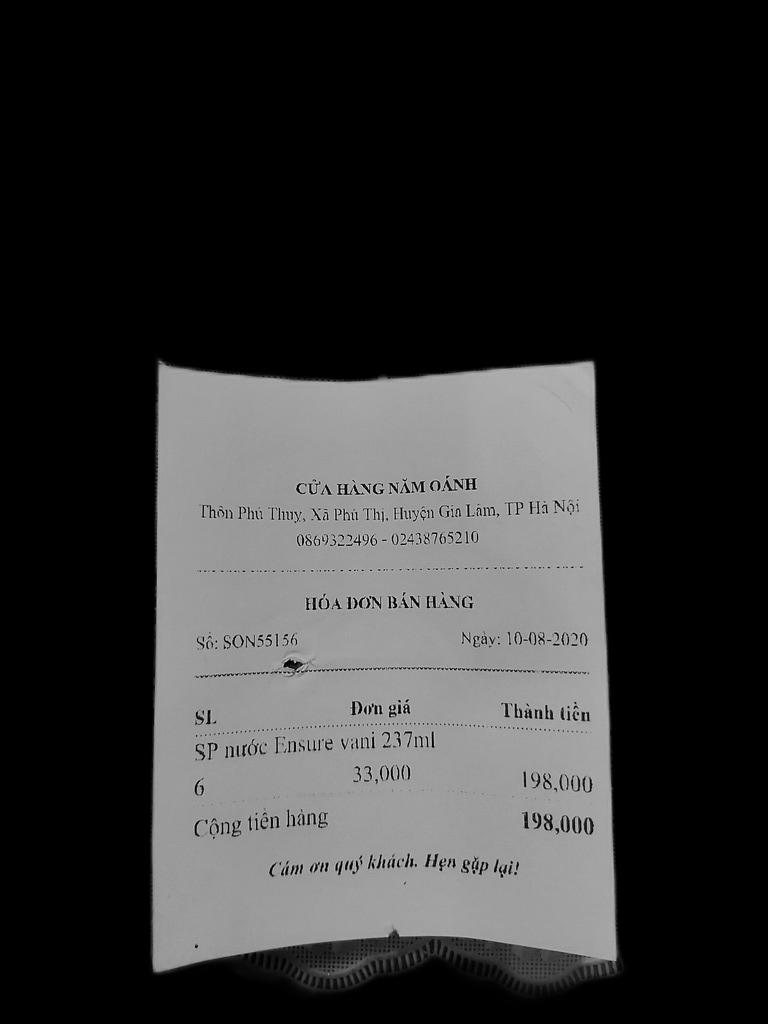 CỬA HÀNG NĂM OÁNH
Thôn Phú Thuỵ, Xã Phú Thị, Huyện Gia Lâm, TP Hà Nội
0869322496 - 02438765210
HÓA ĐƠN BÁN HÀNG
Số: SON55156 Ngày: 10-08-2020
SL Đơn giá Thành tiền
SP nước Ensure vani 237ml
6 33,000 198,000
Cộng tiền hàng 198,000
Cám ơn quý khách. Hẹn gặp lại!